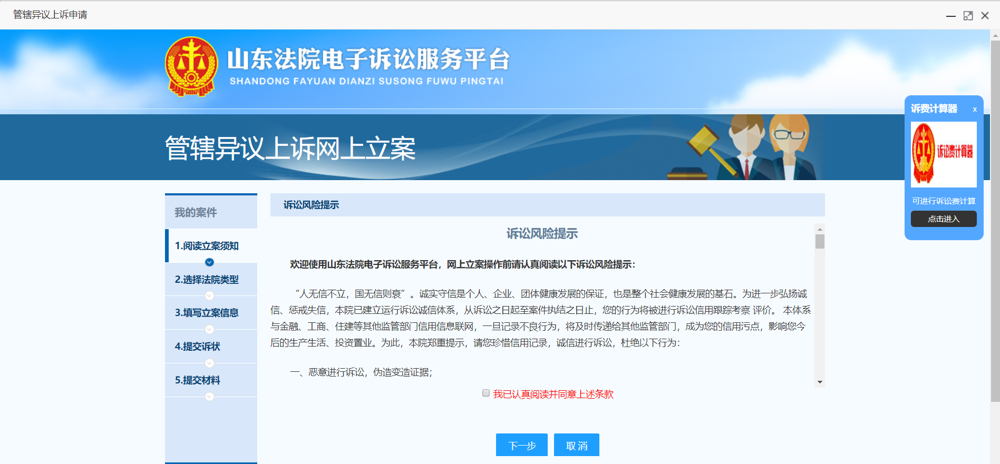 管辖异议上诉申请
山东法院电子诉讼服务平台
SHANDONG FAYUAN DIANZI SUSONG FUWU PINGTAI
管辖异议上诉网上立案
诉费计算器 x
诉讼费计算器
可进行诉讼费计算
点击进入
我的案件
1.阅读立案须知
2.选择法院类型
3.填写立案信息
4.提交诉状
5.提交材料
诉讼风险提示
诉讼风险提示
欢迎使用山东法院电子诉讼服务平台，网上立案操作前请认真阅读以下诉讼风险提示：
“人无信不立，国无信则衰”。诚实守信是个人、企业、团体健康发展的保证，也是整个社会健康发展的基石。为进一步弘扬诚
信、惩戒失信，本院已建立运行诉讼诚信体系，从诉讼之日起至案件执结之日止，您的行为将被进行诉讼信用跟踪考察 评价。 本体系
与金融、工商、住建等其他监管部门信用信息联网，一旦记录不良行为，将及时传递给其他监管部门，成为您的信用污点，影响您今
后的生产生活、投资置业。为此，本院郑重提示，请您珍惜信用记录，诚信进行诉讼，杜绝以下行为：
一、恶意进行诉讼，伪造变造证据；
我已认真阅读并同意上述条款
下一步
取 消